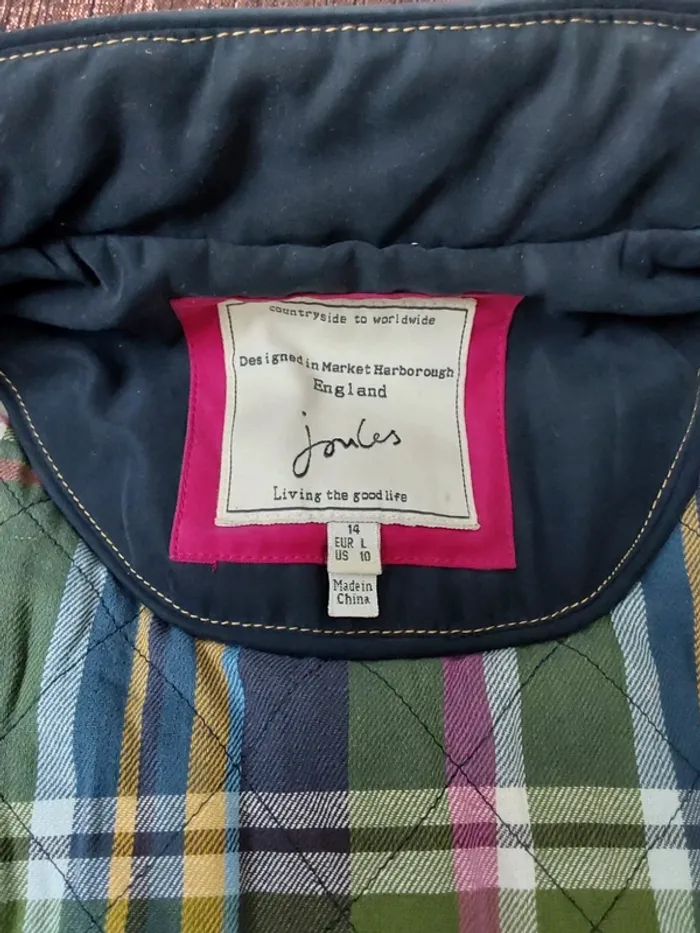 countryside to worldwide
Designed in Market Harborough
England
joules
Living the good life
14
EUR L
US 10
Made in
China